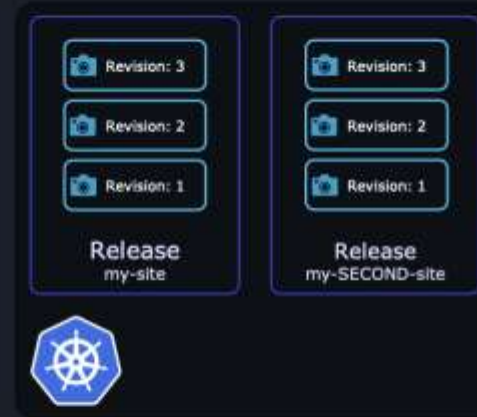 Revision: 3
Revision: 2
Revision: 1
Release
my-site
Revision: 3
Revision: 2
Revision: 1
Release
my-SECOND-site